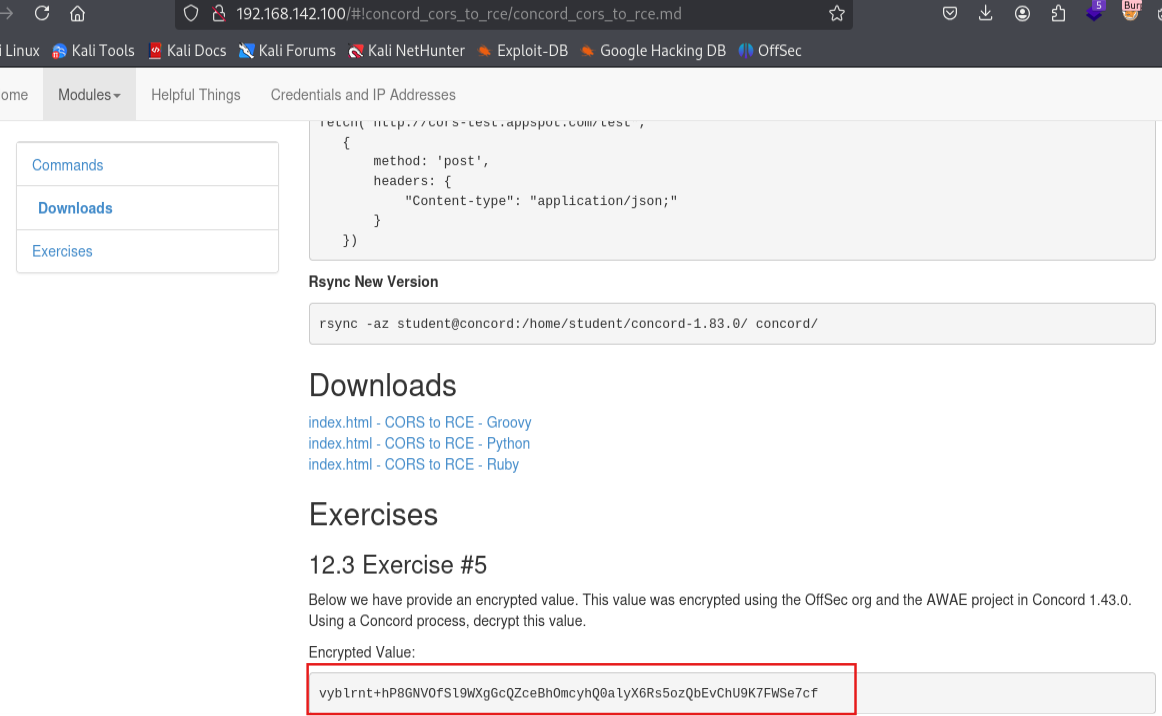 192.168.142.100/#!concord_cors_to_rce/concord_cors_to_rce.md
5
Linux Kali Tools Kali Docs Kali Forums Kali NetHunter Exploit-DB Google Hacking DB OffSec
ome Modules Helpful Things Credentials and IP Addresses
Commands
Downloads
Exercises
fetch('http://cors-test.appspot.com/test',
{
method: 'post',
headers: {
"Content-type": "application/json;"
}
})
Rsync New Version
rsync -az student@concord:/home/student/concord-1.83.0/ concord/
Downloads
index.html - CORS to RCE - Groovy
index.html - CORS to RCE - Python
index.html - CORS to RCE - Ruby
Exercises
12.3 Exercise #5
Below we have provide an encrypted value. This value was encrypted using the OffSec org and the AWAE project in Concord 1.43.0.
Using a Concord process, decrypt this value.
Encrypted Value:
vyblrnt+hP8GNVOfSl9WXgGcQZceBhOmcyhQ0alyX6Rs5ozQbEvChU9K7FWSe7cf